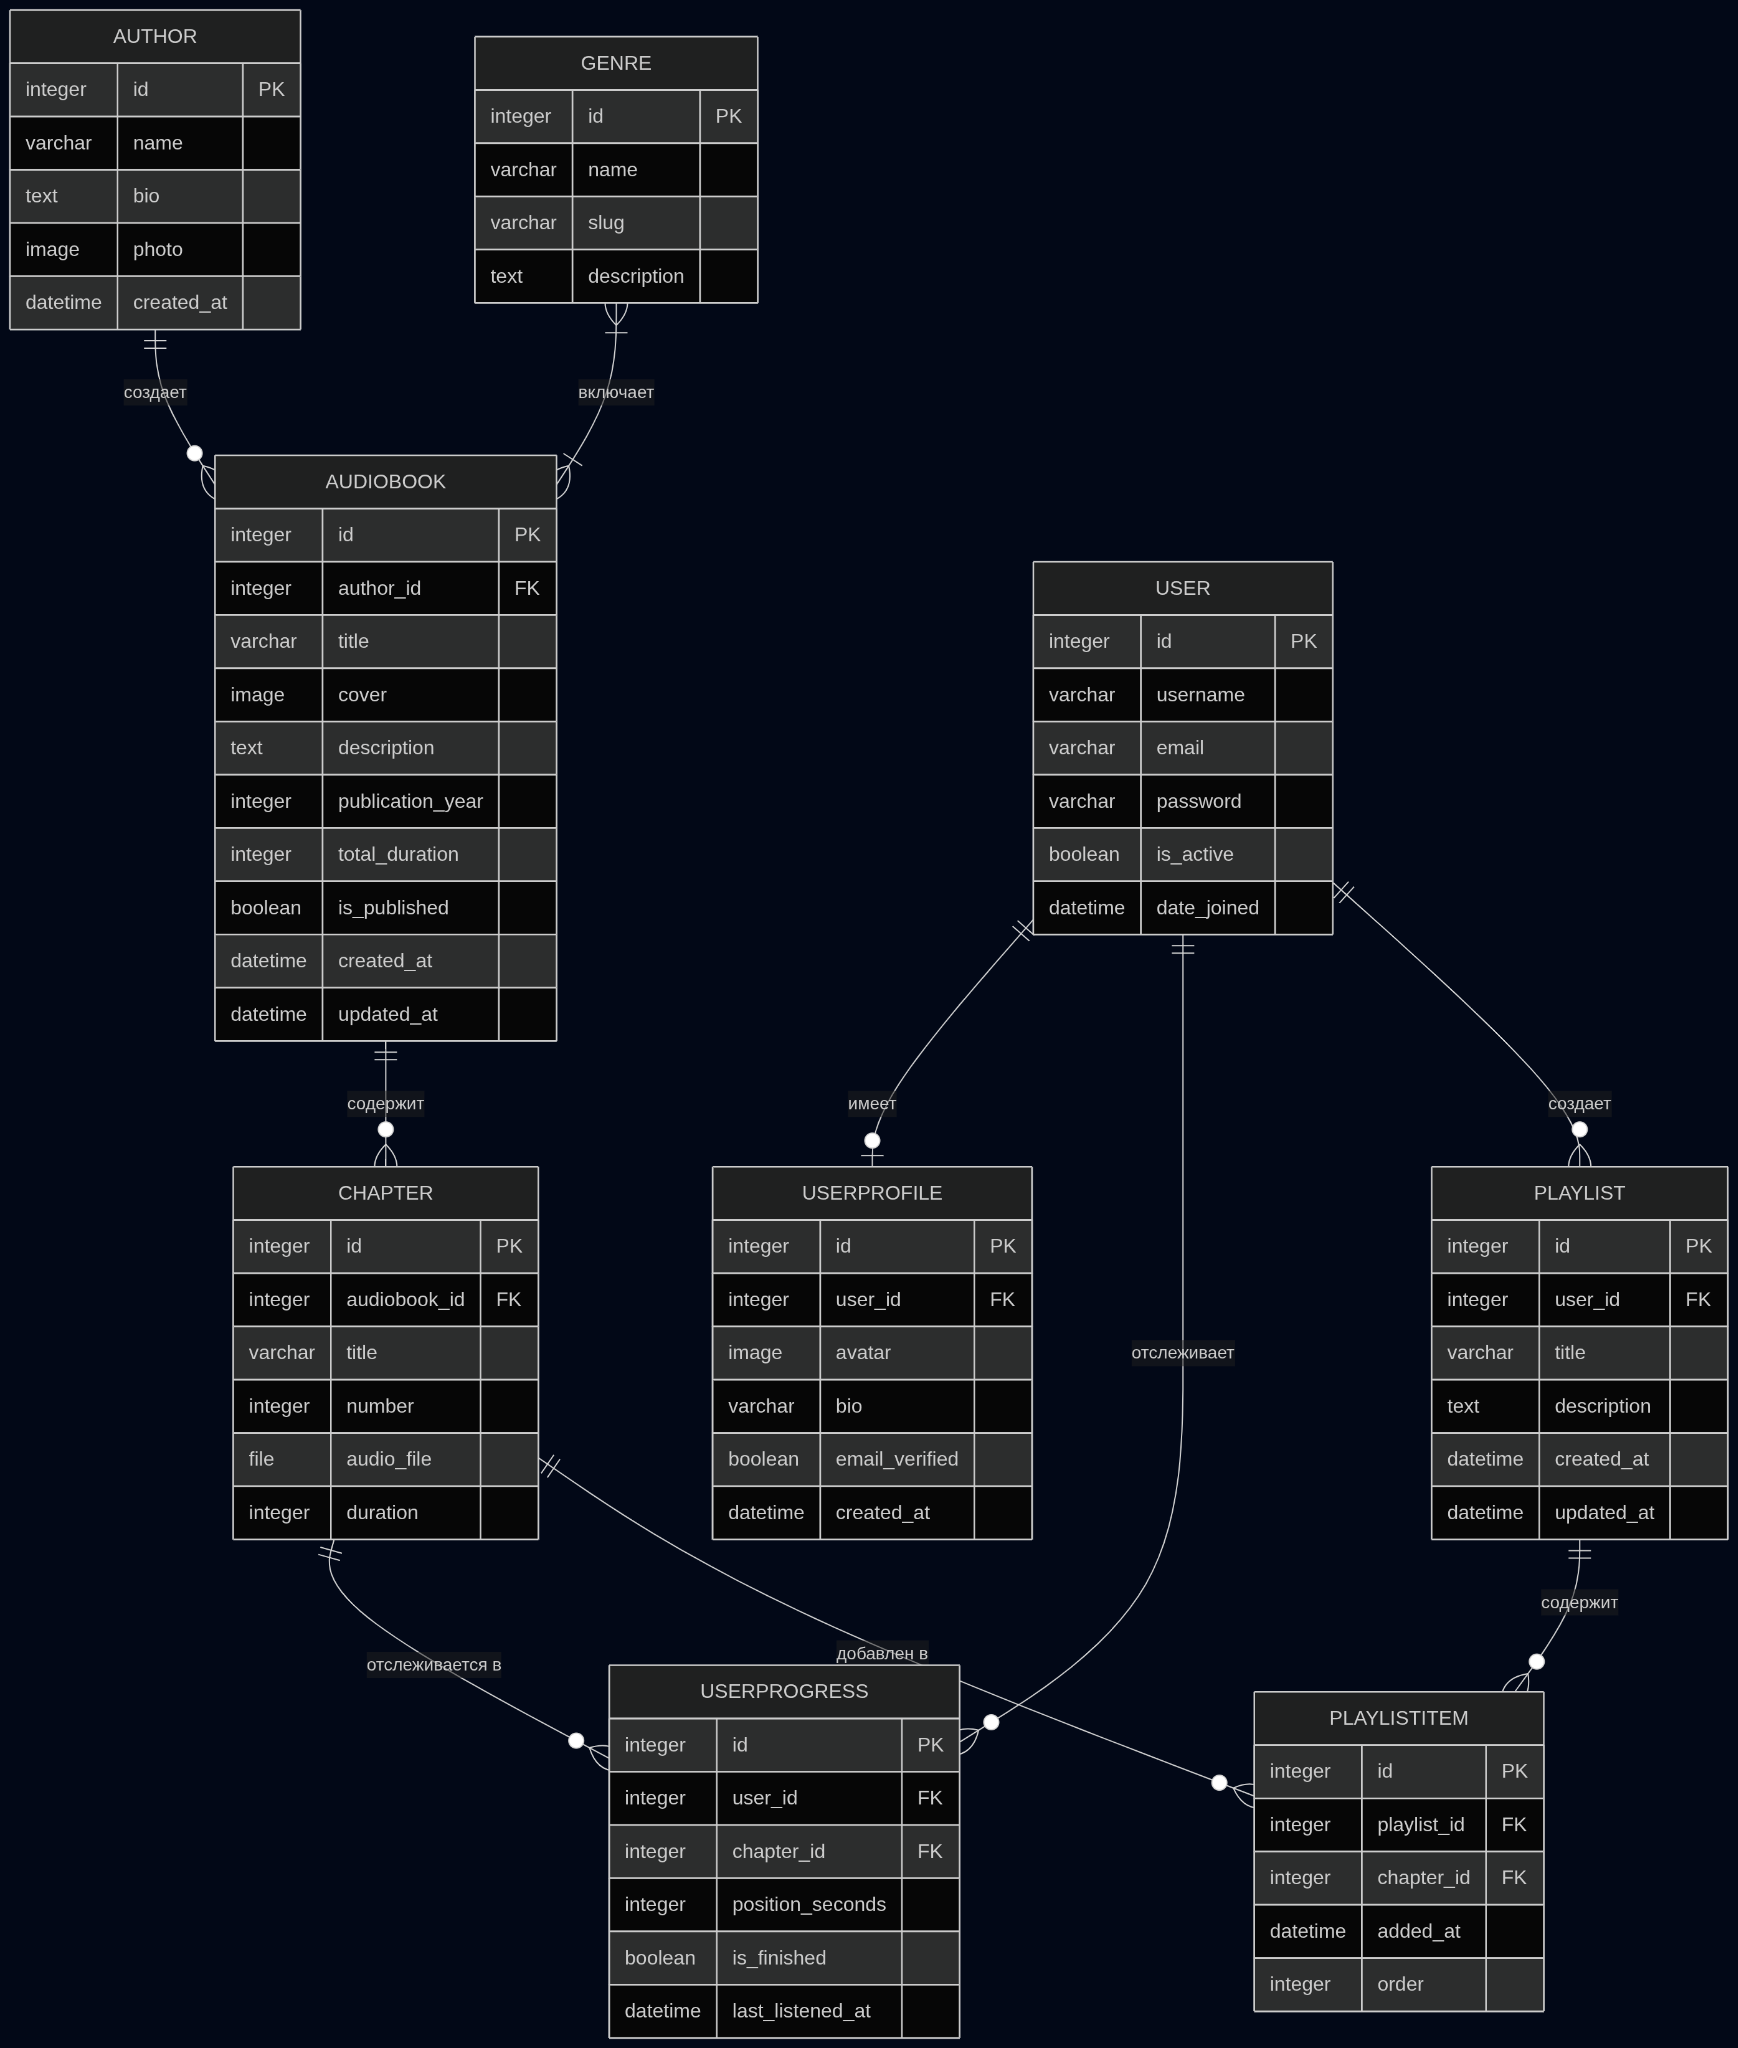 AUTHOR
integer id PK
varchar name
text bio
image photo
datetime created_at
GENRE
integer id PK
varchar name
varchar slug
text description
создает
включает
AUDIOBOOK
integer id PK
integer author_id FK
varchar title
image cover
text description
integer publication_year
integer total_duration
boolean is_published
datetime created_at
datetime updated_at
USER
integer id PK
varchar username
varchar email
varchar password
boolean is_active
datetime date_joined
содержит
имеет
создает
CHAPTER
integer id PK
integer audiobook_id FK
varchar title
integer number
file audio_file
integer duration
USERPROFILE
integer id PK
integer user_id FK
image avatar
varchar bio
boolean email_verified
datetime created_at
отслеживает
PLAYLIST
integer id PK
integer user_id FK
varchar title
text description
datetime created_at
datetime updated_at
содержит
отслеживается в
добавлен в
USERPROGRESS
integer id PK
integer user_id FK
integer chapter_id FK
integer position_seconds
boolean is_finished
datetime last_listened_at
PLAYLISTITEM
integer id PK
integer playlist_id FK
integer chapter_id FK
datetime added_at
integer order